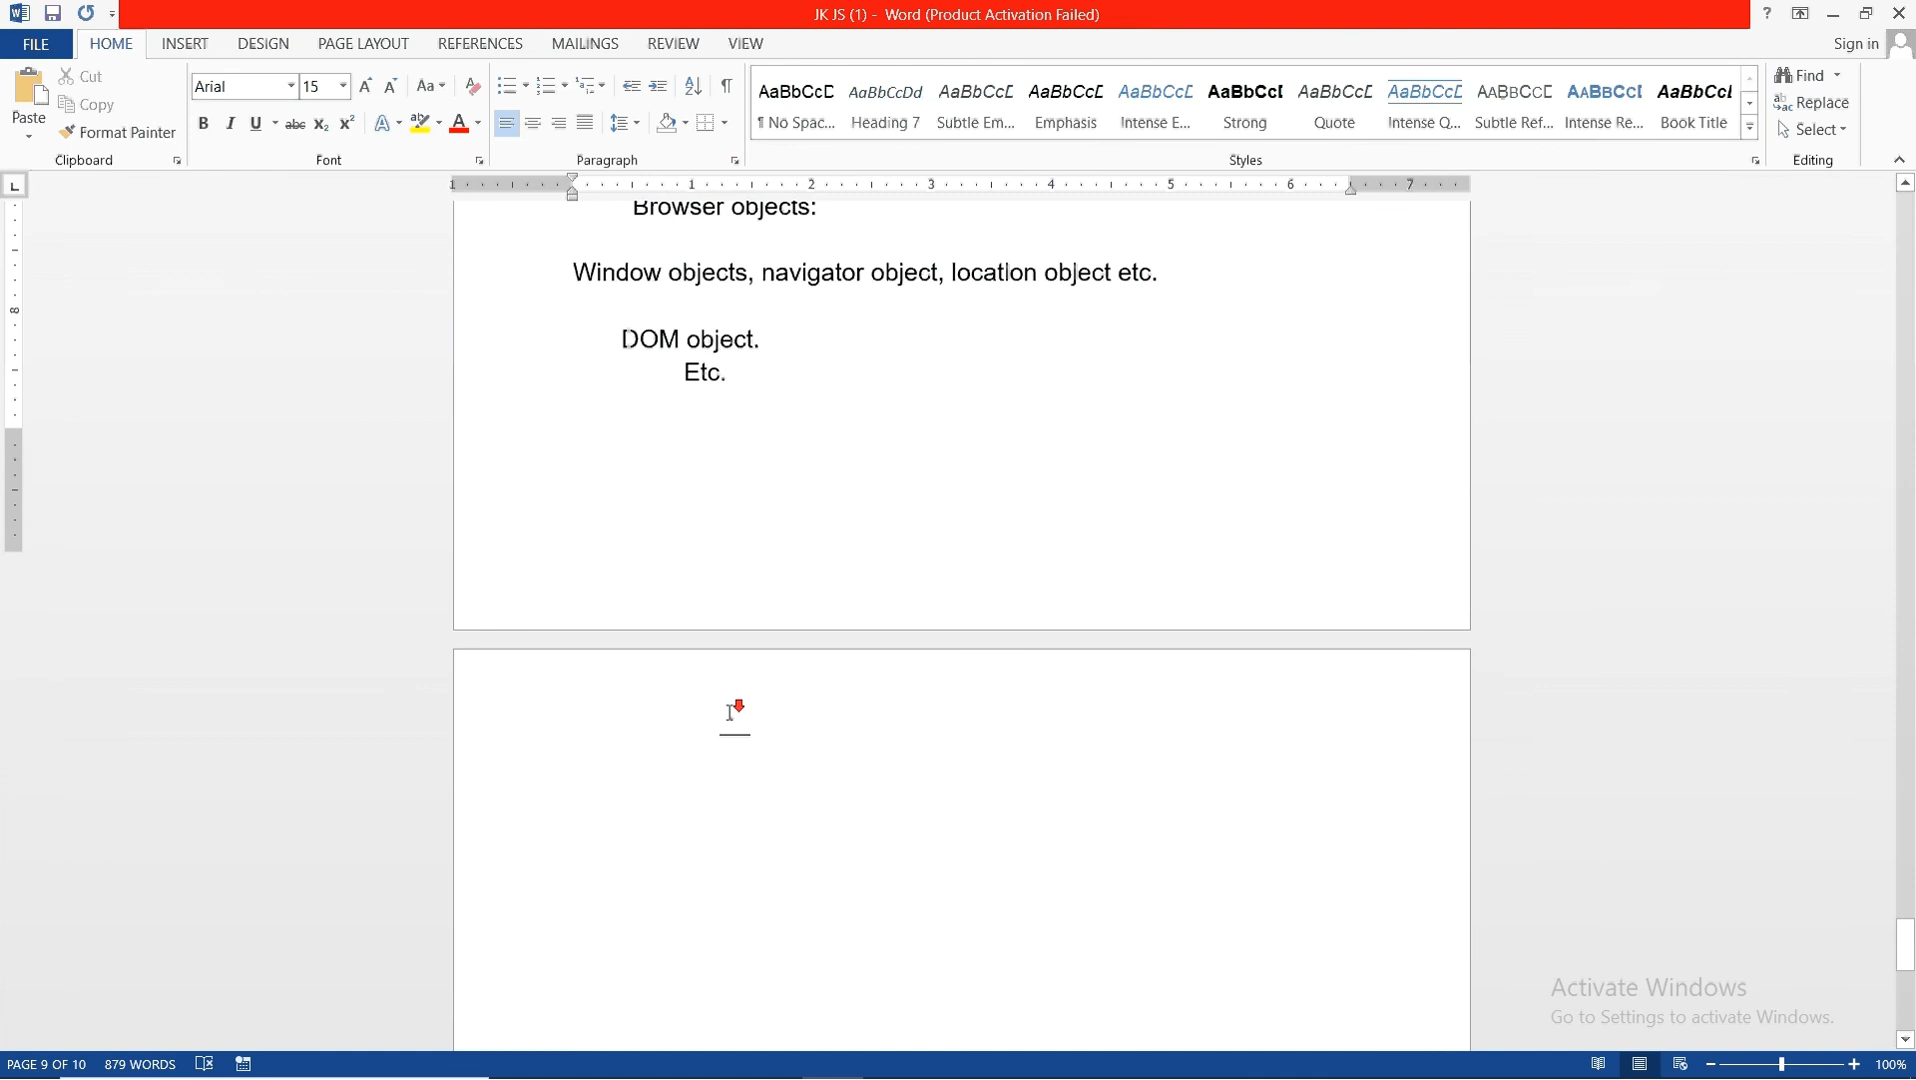 JK JS (1) - Word (Product Activation Failed)
FILE HOME INSERT DESIGN PAGE LAYOUT REFERENCES MAILINGS REVIEW VIEW Sign in
Paste
Cut
Copy
Format Painter
Clipboard
Arial 15
Font
Paragraph
AaBbCcD AaBbCcDd AaBbCcD AaBbCcD AaBbCcD AaBbCcD AaBbCcD AaBbCcD AABBCCD AABBCCD AaBbCcD
¶ No Spac... Heading 7 Subtle Em... Emphasis Intense E... Strong Quote Intense Q... Subtle Ref... Intense Re... Book Title
Styles
Find
Replace
Select
Editing
Browser objects:
Window objects, navigator object, location object etc.
DOM object.
Etc.
Activate Windows
Go to Settings to activate Windows.
PAGE 9 OF 10 879 WORDS 100%